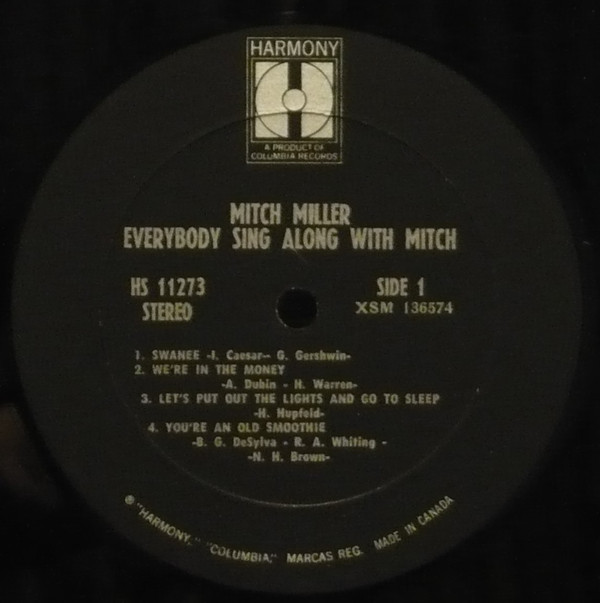 HARMONY
A PRODUCT OF
COLUMBIA RECORDS
MITCH MILLER
EVERYBODY SING ALONG WITH MITCH
HS 11273
STEREO
SIDE 1
XSM 136574
1. SWANEE -I. Caesar- G. Gershwin-
2. WE'RE IN THE MONEY
-A. Dubin - H. Warren-
3. LET'S PUT OUT THE LIGHTS AND GO TO SLEEP
-H. Hupfeld-
4. YOU'RE AN OLD SMOOTHIE
-B. G. DeSylva - R. A. Whiting -
-N. H. Brown-
® "HARMONY," "COLUMBIA," MARCAS REG. MADE IN CANADA